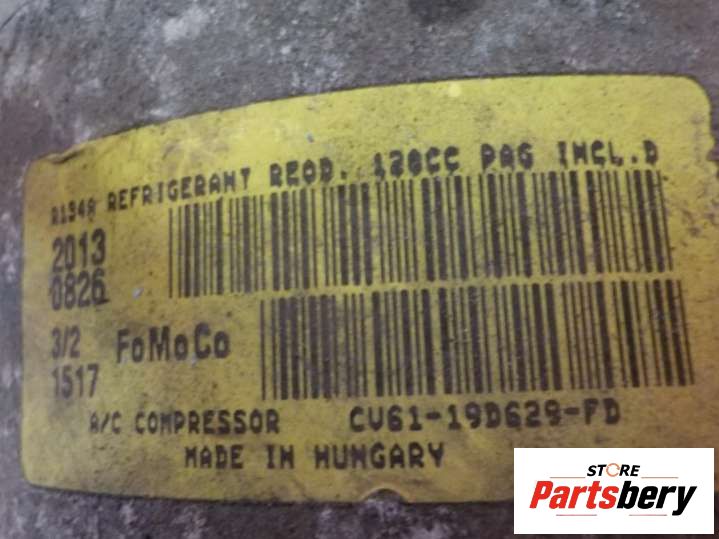 R134A REFRIGERANT REQD. 120CC PAG INCL.D
2013
0826
3/2 FoMoCo
1517
A/C COMPRESSOR CV61-19D629-FD
MADE IN HUNGARY
STORE
Partsbery